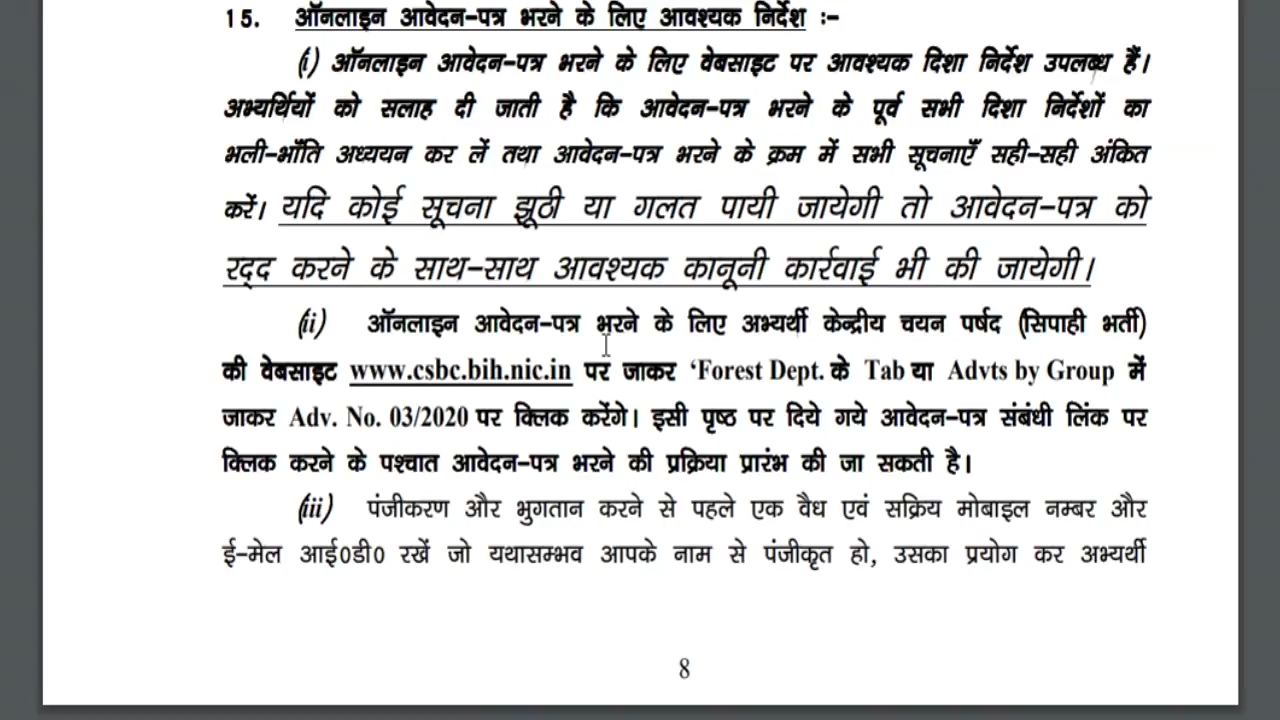 15. ऑनलाइन आवेदन-पत्र भरने के लिए आवश्यक निर्देश :-
(i) ऑनलाइन आवेदन-पत्र भरने के लिए वेबसाइट पर आवश्यक दिशा निर्देश उपलब्ध हैं।
अभ्यर्थियों को सलाह दी जाती है कि आवेदन-पत्र भरने के पूर्व सभी दिशा निर्देशों का
भली-भाँति अध्ययन कर लें तथा आवेदन-पत्र भरने के क्रम में सभी सूचनाएँ सही-सही अंकित
करें। यदि कोई सूचना झूठी या गलत पायी जायेगी तो आवेदन-पत्र को
रद्द करने के साथ-साथ आवश्यक कानूनी कार्रवाई भी की जायेगी।
(ii) ऑनलाइन आवेदन-पत्र भरने के लिए अभ्यर्थी केन्द्रीय चयन पर्षद (सिपाही भर्ती)
की वेबसाइट www.csbc.bih.nic.in पर जाकर ‘Forest Dept. के Tab या Advts by Group में
जाकर Adv. No. 03/2020 पर क्लिक करेंगे। इसी पृष्ठ पर दिये गये आवेदन-पत्र संबंधी लिंक पर
क्लिक करने के पश्चात आवेदन-पत्र भरने की प्रक्रिया प्रारंभ की जा सकती है।
(iii) पंजीकरण और भुगतान करने से पहले एक वैध एवं सक्रिय मोबाइल नम्बर और
ई-मेल आई0डी0 रखें जो यथासम्भव आपके नाम से पंजीकृत हो, उसका प्रयोग कर अभ्यर्थी
8